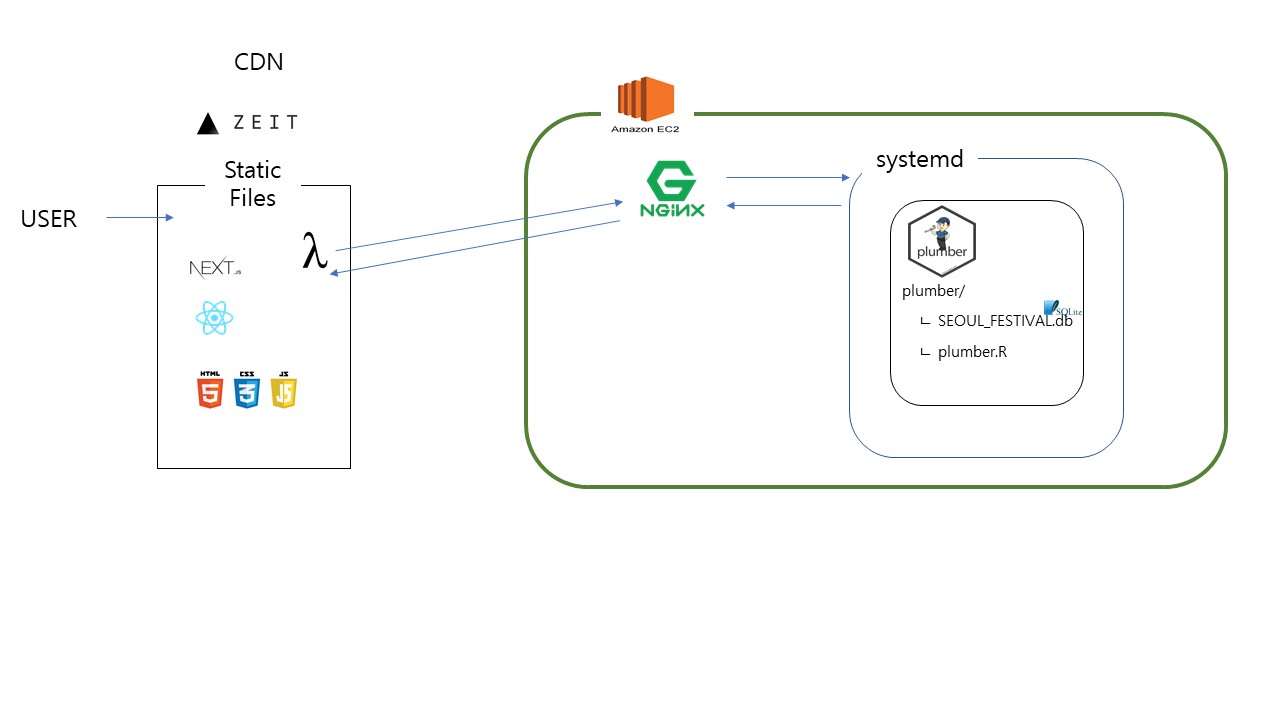 CDN
ZEIT
Static
Files
USER
λ
NEXT.JS
HTML CSS JS
5 3 JS
Amazon EC2
NGiNX
systemd
plumber
plumber/
SQLite
ㄴ SEOUL_FESTIVAL.db
ㄴ plumber.R